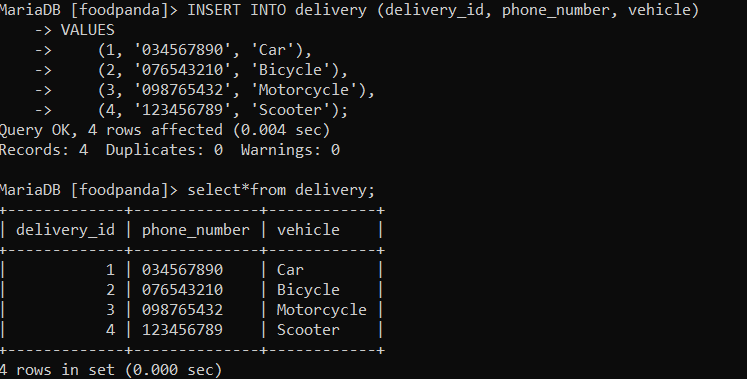 MariaDB [foodpanda]> INSERT INTO delivery (delivery_id, phone_number, vehicle)
    -> VALUES
    ->     (1, '034567890', 'Car'),
    ->     (2, '076543210', 'Bicycle'),
    ->     (3, '098765432', 'Motorcycle'),
    ->     (4, '123456789', 'Scooter');
Query OK, 4 rows affected (0.004 sec)
Records: 4  Duplicates: 0  Warnings: 0

MariaDB [foodpanda]> select*from delivery;
+-------------+--------------+------------+
| delivery_id | phone_number | vehicle    |
+-------------+--------------+------------+
|           1 | 034567890    | Car        |
|           2 | 076543210    | Bicycle    |
|           3 | 098765432    | Motorcycle |
|           4 | 123456789    | Scooter    |
+-------------+--------------+------------+
4 rows in set (0.000 sec)